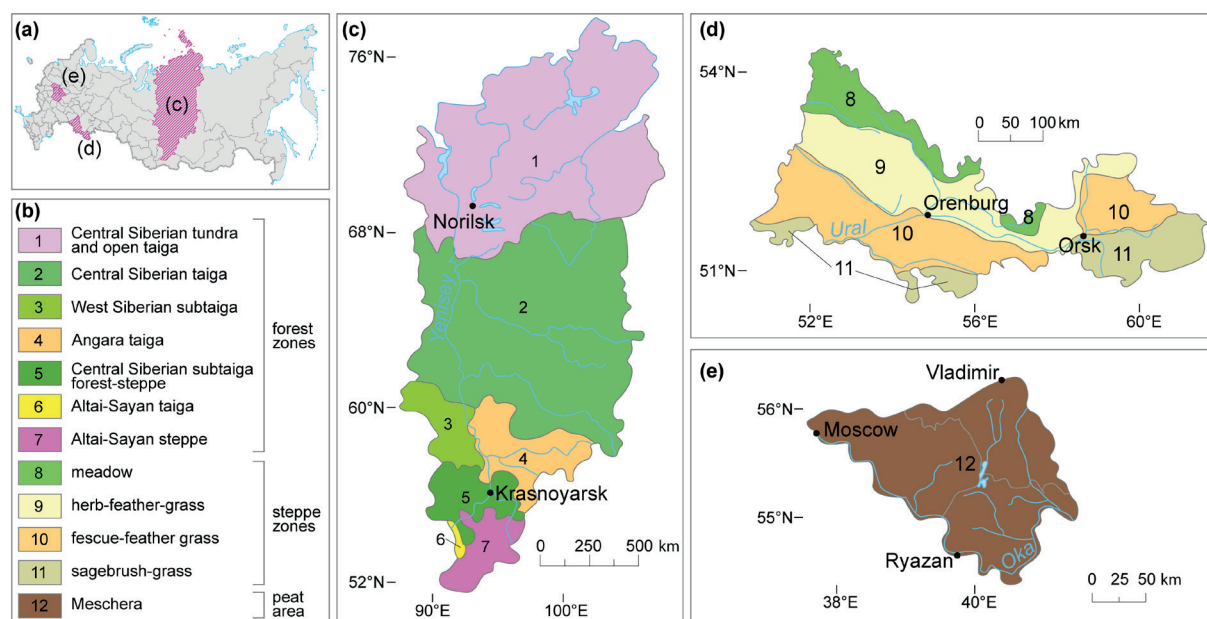 (a)
(e)
(c)
(d)
(b)
1 Central Siberian tundra
and open taiga
2 Central Siberian taiga
3 West Siberian subtaiga
4 Angara taiga
5 Central Siberian subtaiga
forest-steppe
6 Altai-Sayan taiga
7 Altai-Sayan steppe
forest
zones
8 meadow
9 herb-feather-grass
10 fescue-feather grass
11 sagebrush-grass
steppe
zones
12 Meschera
peat
area
(c)
76°N
1
Norilsk
68°N
2
Yenisey
60°N
3
4
5
Krasnoyarsk
6
7
0 250 500 km
52°N
90°E 100°E
(d)
54°N
8
0 50 100 km
9
Orenburg
8
10
Ural
10
Orsk
11
11
51°N
52°E 56°E 60°E
(e)
Vladimir
56°N
Moscow
12
55°N
Ryazan
Oka
0 25 50 km
38°E 40°E